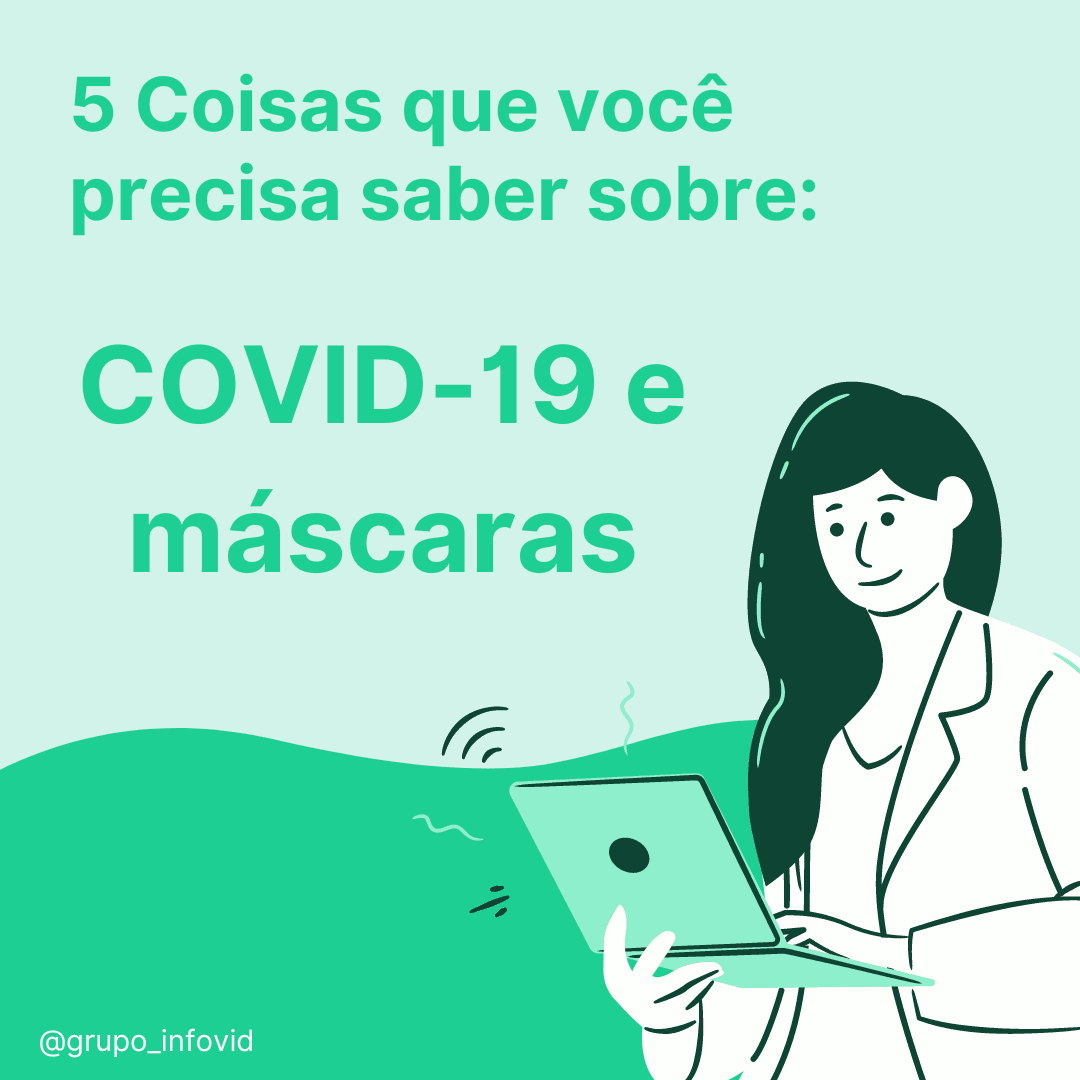 5 Coisas que você
precisa saber sobre:
COVID-19 e
máscaras
@grupo_infovid